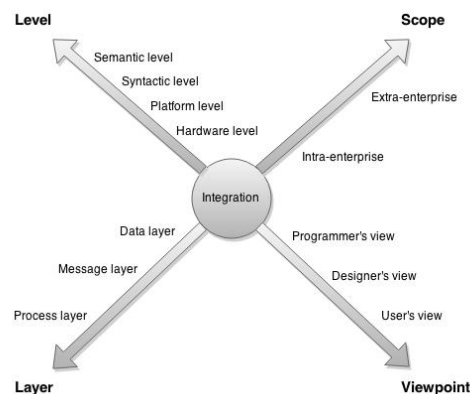 Level
Scope
Semantic level
Syntactic level
Platform level
Hardware level
Extra-enterprise
Intra-enterprise
Integration
Data layer
Message layer
Process layer
Programmer's view
Designer's view
User's view
Layer
Viewpoint